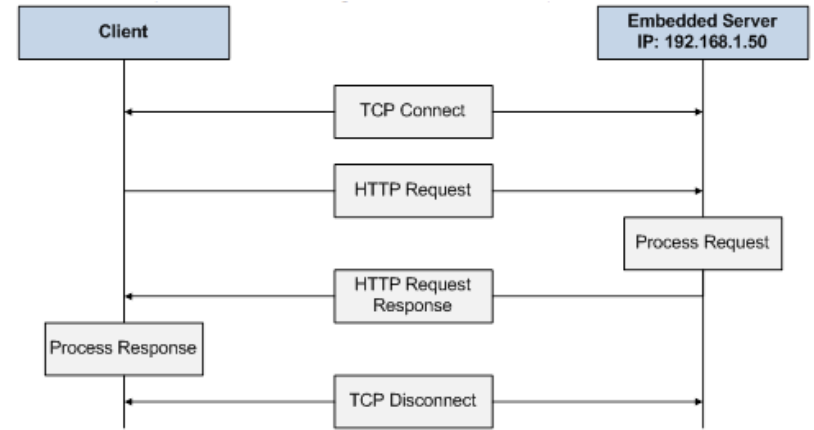 Client
Embedded Server
IP: 192.168.1.50
TCP Connect
HTTP Request
Process Request
HTTP Request
Response
Process Response
TCP Disconnect